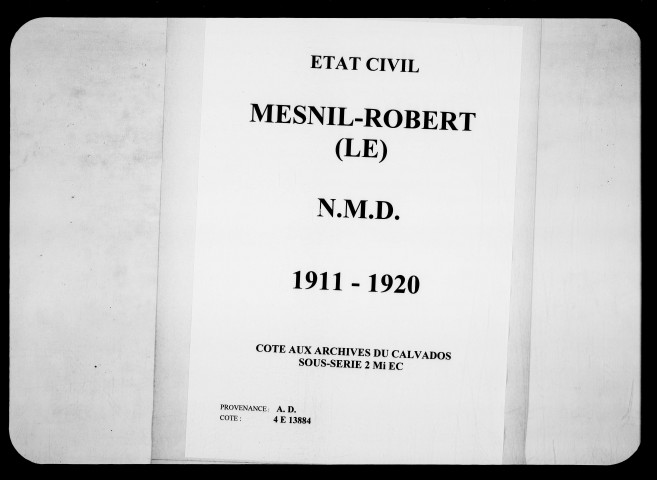 ETAT CIVIL
MESNIL-ROBERT
(LE)
N.M.D.
1911 - 1920
COTE AUX ARCHIVES DU CALVADOS
SOUS-SERIE 2 Mi EC
PROVENANCE: A. D.
COTE: 4 E 13884